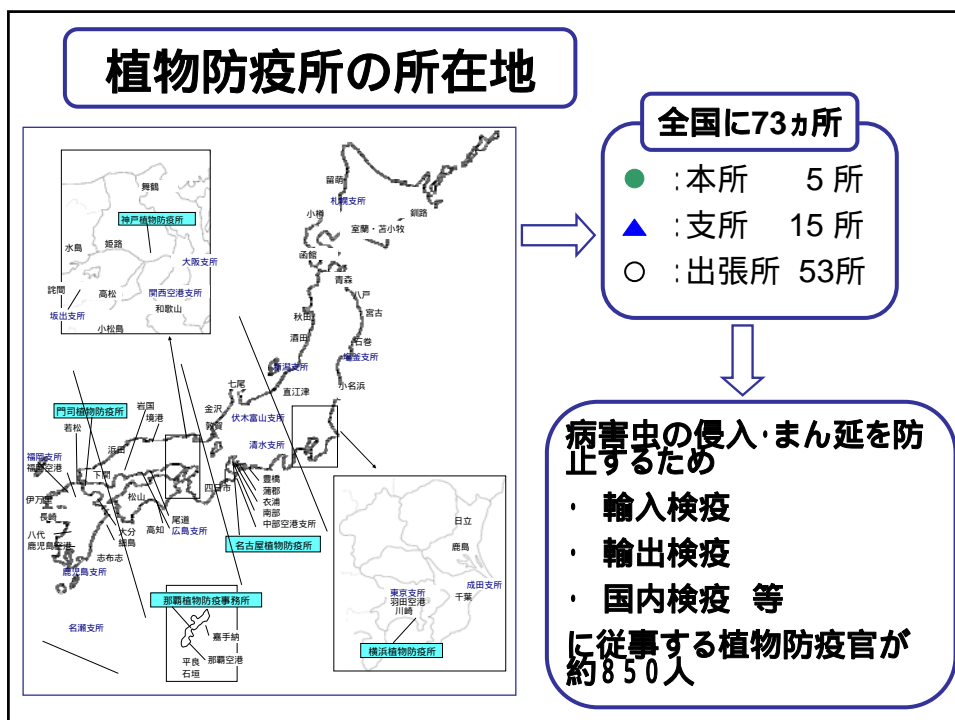 植物防疫所の所在地
全国に73ヵ所
● :本所 5 所
▲ :支所 15 所
○ :出張所 53所
病害虫の侵入・まん延を防
止するため
・ 輸入検疫
・ 輸出検疫
・ 国内検疫 等
に従事する植物防疫官が
約850人
舞鶴
神戸植物防疫所
水島
姫路
大阪支所
詫間
高松
関西空港支所
坂出支所
和歌山
小松島
留萌
札幌支所
小樽
釧路
室蘭・苫小牧
函館
青森
八戸
秋田
宮古
酒田
石巻
塩釜支所
新潟支所
小名浜
直江津
七尾
金沢
伏木富山支所
敦賀
清水支所
門司植物防疫所
岩国
境港
若松
浜田
福岡支所
福岡空港
下関
伊万里
松山
四日市
豊橋
蒲郡
衣浦
南部
中部空港支所
長崎
尾道
高知
広島支所
大分
細島
八代
鹿児島空港
名古屋植物防疫所
志布志
鹿児島支所
那覇植物防疫事務所
名瀬支所
嘉手納
那覇空港
平良
石垣
日立
鹿島
成田支所
東京支所
羽田空港
千葉
川崎
横浜植物防疫所